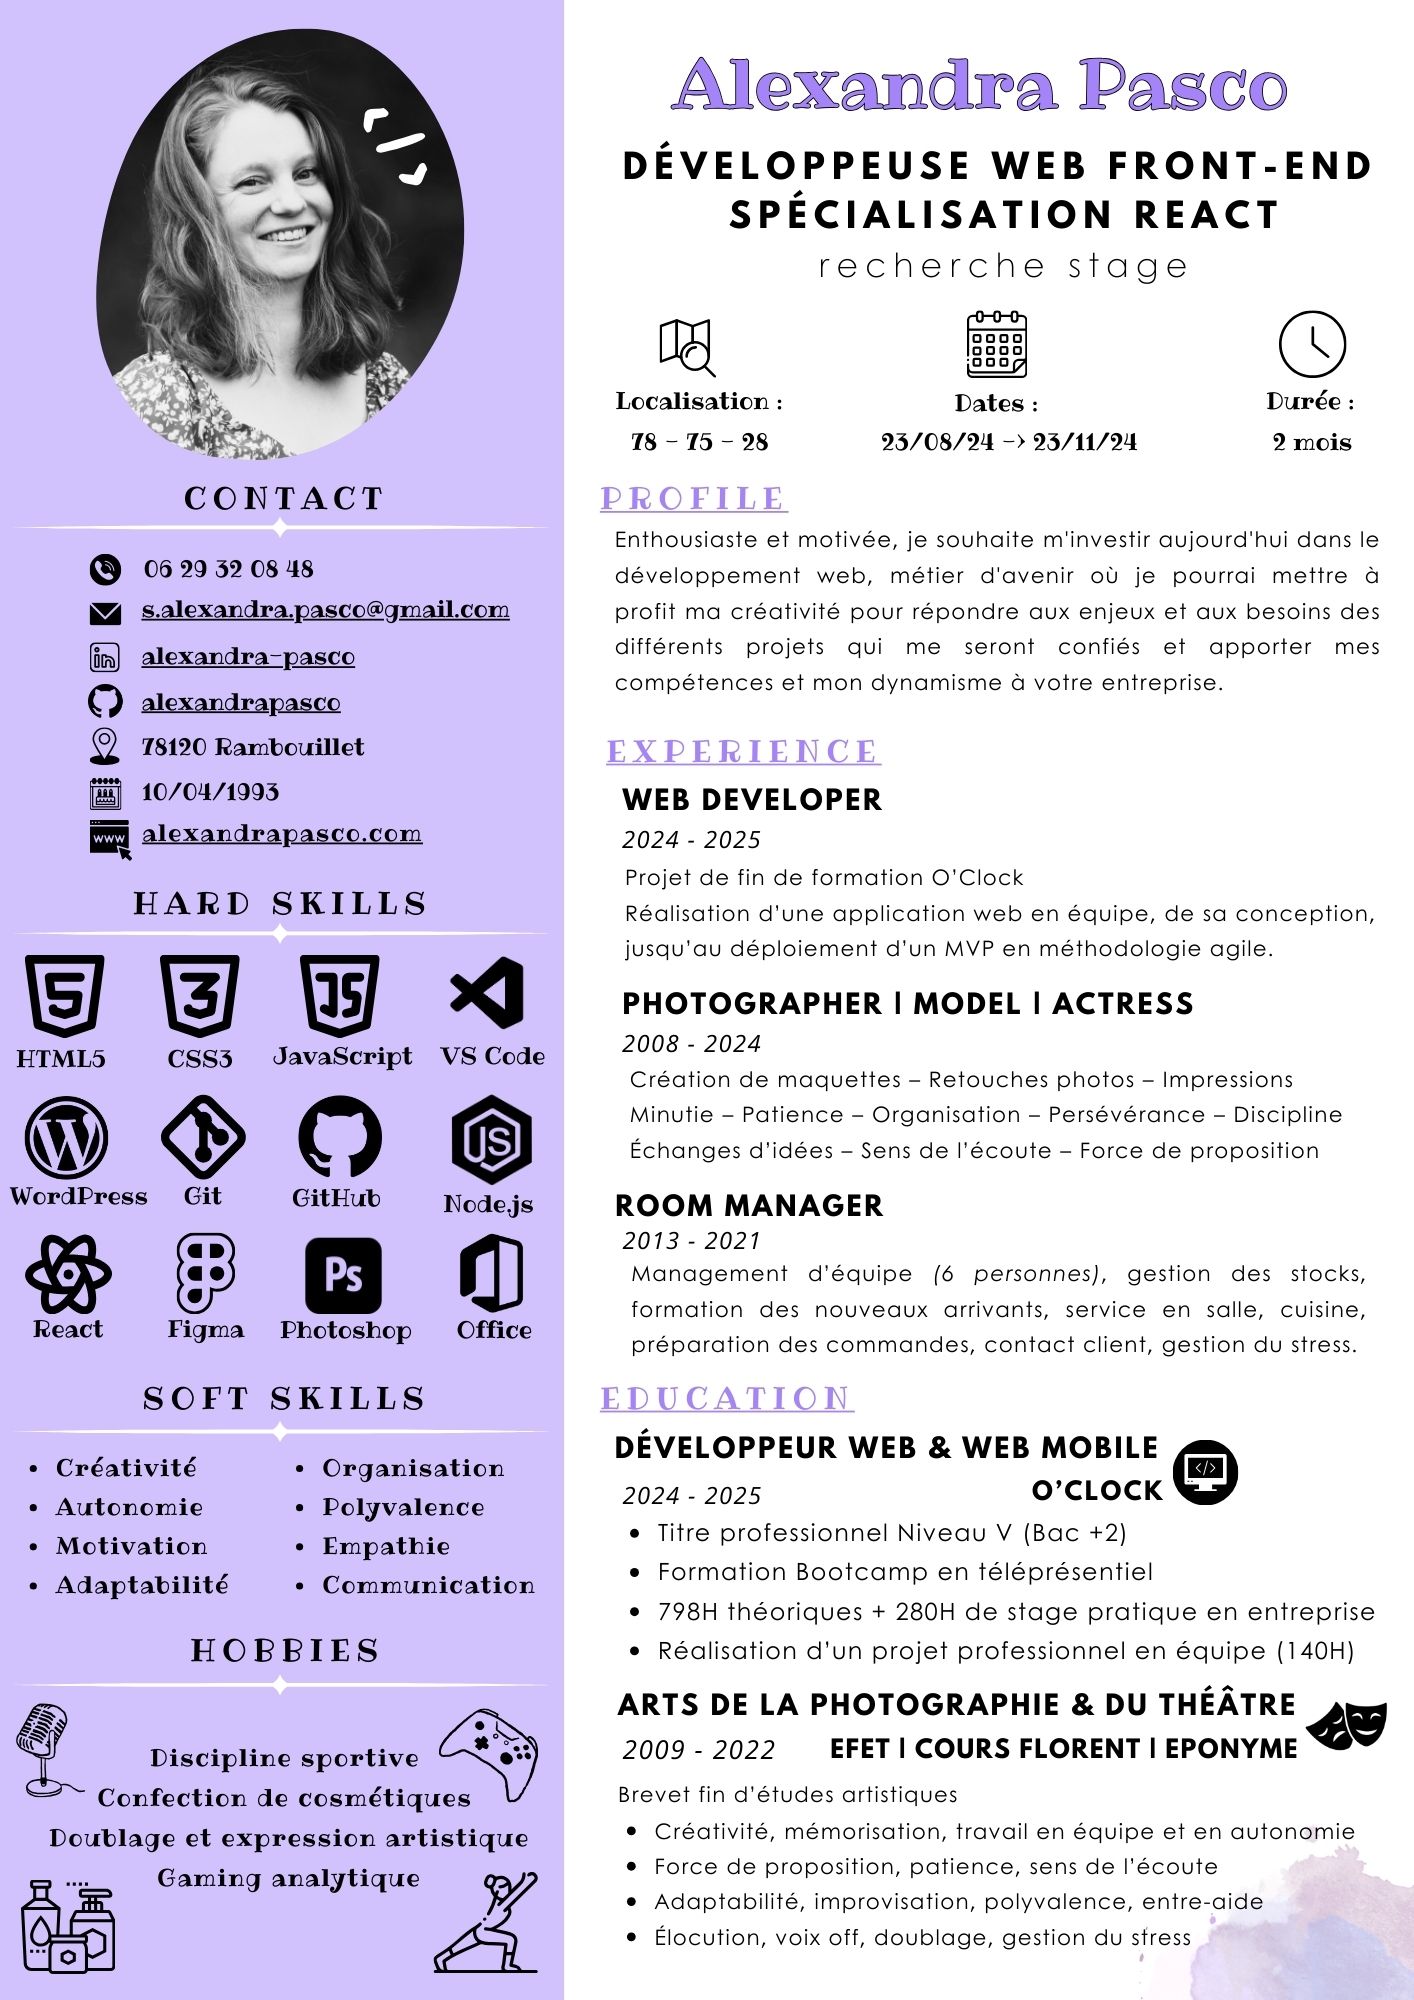 </>
Alexandra Pasco
DÉVELOPPEUSE WEB FRONT-END
SPÉCIALISATION REACT
recherche stage
Localisation :
78 - 75 - 28
Dates :
23/08/24 -> 23/11/24
Durée :
2 mois
CONTACT
06 29 32 08 48
s.alexandra.pasco@gmail.com
in
alexandra-pasco
alexandrapasco
78120 Rambouillet
10/04/1993
www
alexandrapasco.com
HARD SKILLS
5
3
JS
HTML5
CSS3
JavaScript
VS Code
W
JS
WordPress
Git
GitHub
Node.js
Ps
React
Figma
Photoshop
Office
SOFT SKILLS
• Créativité
• Autonomie
• Motivation
• Adaptabilité
• Organisation
• Polyvalence
• Empathie
• Communication
HOBBIES
Discipline sportive
Confection de cosmétiques
Doublage et expression artistique
Gaming analytique
PROFILE
Enthousiaste et motivée, je souhaite m'investir aujourd'hui dans le
développement web, métier d'avenir où je pourrai mettre à
profit ma créativité pour répondre aux enjeux et aux besoins des
différents projets qui me seront confiés et apporter mes
compétences et mon dynamisme à votre entreprise.
EXPERIENCE
WEB DEVELOPER
2024 - 2025
Projet de fin de formation O’Clock
Réalisation d’une application web en équipe, de sa conception,
jusqu’au déploiement d’un MVP en méthodologie agile.
PHOTOGRAPHER | MODEL | ACTRESS
2008 - 2024
Création de maquettes – Retouches photos – Impressions
Minutie – Patience – Organisation – Persévérance – Discipline
Échanges d’idées – Sens de l’écoute – Force de proposition
ROOM MANAGER
2013 - 2021
Management d’équipe (6 personnes), gestion des stocks,
formation des nouveaux arrivants, service en salle, cuisine,
préparation des commandes, contact client, gestion du stress.
EDUCATION
DÉVELOPPEUR WEB & WEB MOBILE
O’CLOCK
</>
2024 - 2025
• Titre professionnel Niveau V (Bac +2)
• Formation Bootcamp en téléprésentiel
• 798H théoriques + 280H de stage pratique en entreprise
• Réalisation d’un projet professionnel en équipe (140H)
ARTS DE LA PHOTOGRAPHIE & DU THÉÂTRE
2009 - 2022
EFET | COURS FLORENT | EPONYME
Brevet fin d’études artistiques
• Créativité, mémorisation, travail en équipe et en autonomie
• Force de proposition, patience, sens de l’écoute
• Adaptabilité, improvisation, polyvalence, entre-aide
• Élocution, voix off, doublage, gestion du stress